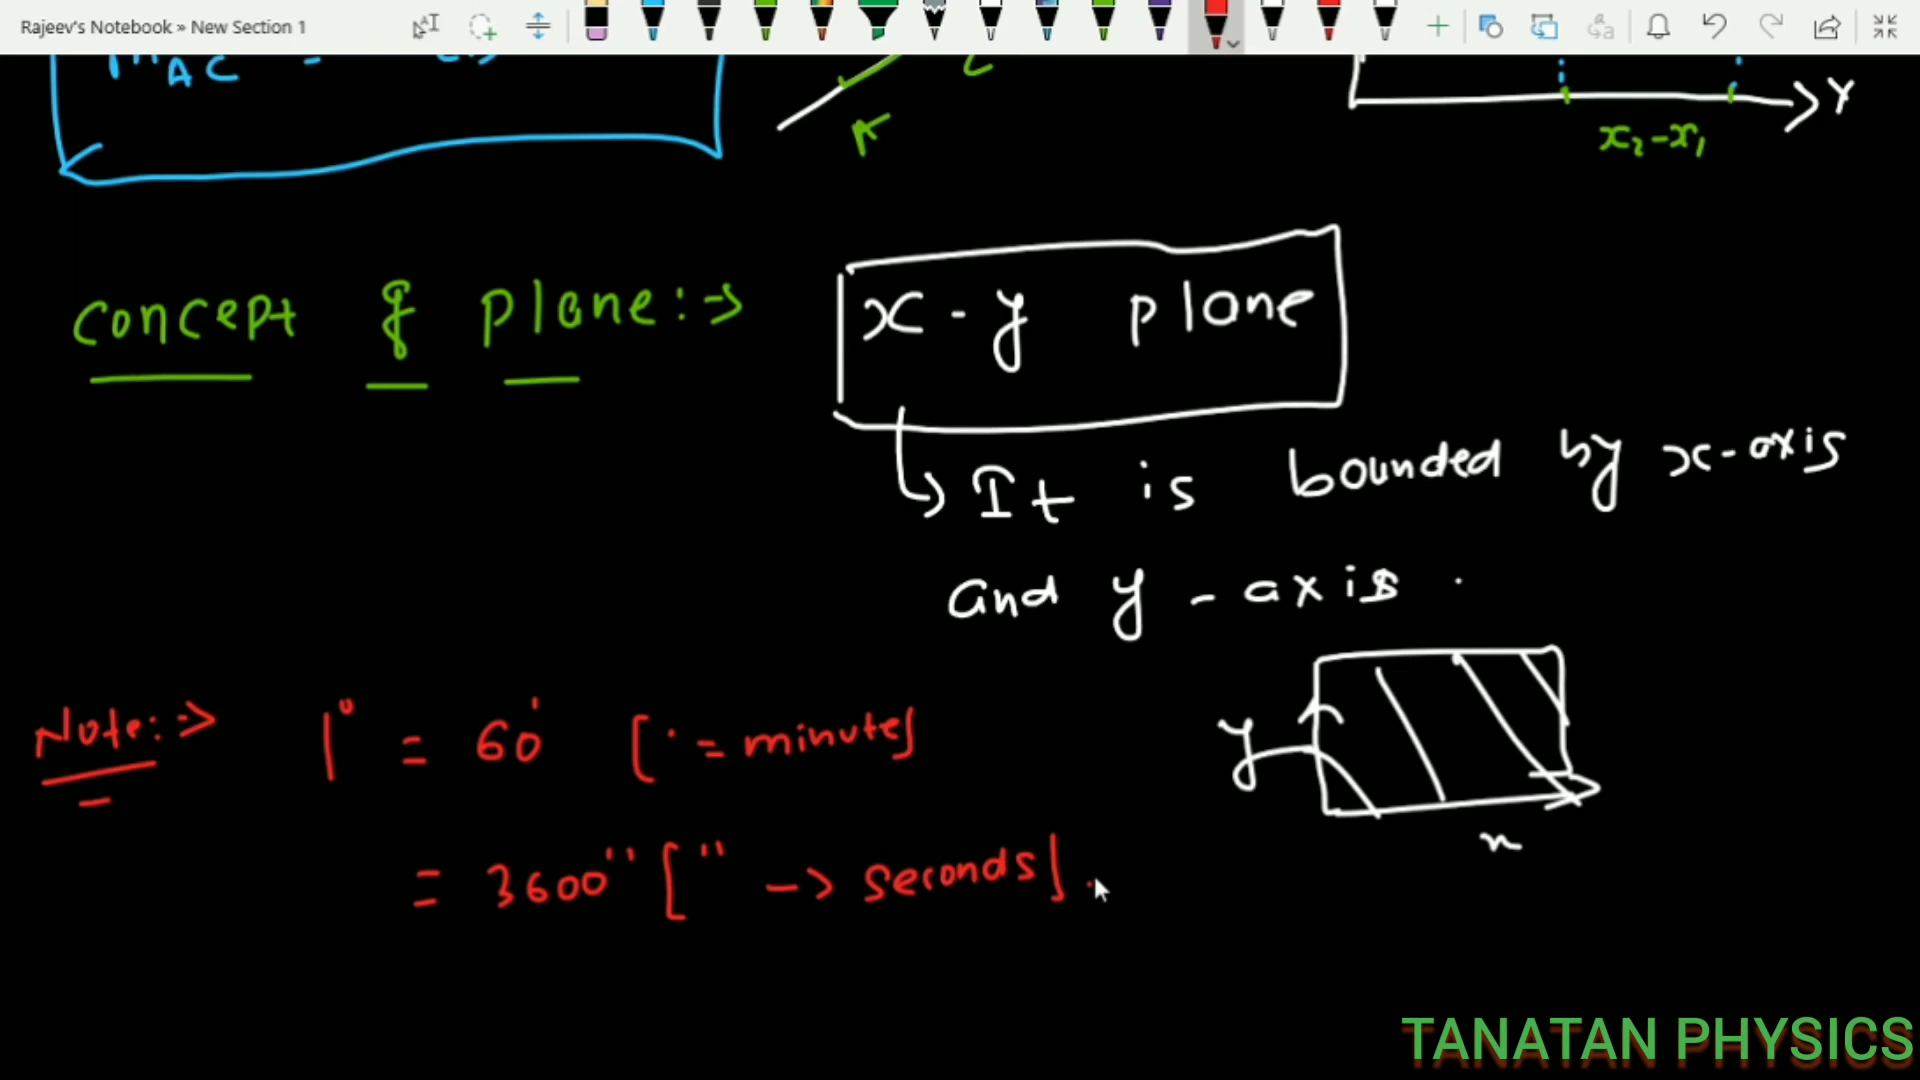 Rajeev's Notebook » New Section 1
m AC =
C
A
Y
x₂-x₁
concept of plane:->
x-y plane
It is bounded by x-axis
and y-axis.
y
x
Note:-> 1° = 60' [' = minutes]
= 3600'' ['' -> seconds].
TANATAN PHYSICS